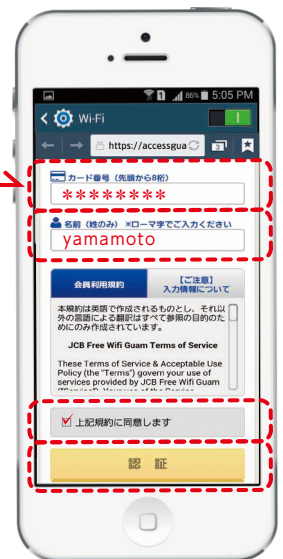 86% 5:05 PM
Wi-Fi
https://accessgua
カード番号（先頭から8桁）
********
名前（姓のみ）※ローマ字でご入力ください
yamamoto
会員利用規約
【ご注意】
入力情報について
本規約は英語で作成されるものとし、それ以
外の言語による翻訳はすべて参照の目的のた
めにのみ作成されています。
JCB Free Wifi Guam Terms of Service
These Terms of Service & Acceptable Use
Policy (the "Terms") govern your use of
services provided by JCB Free Wifi Guam
上記規約に同意します
認 証